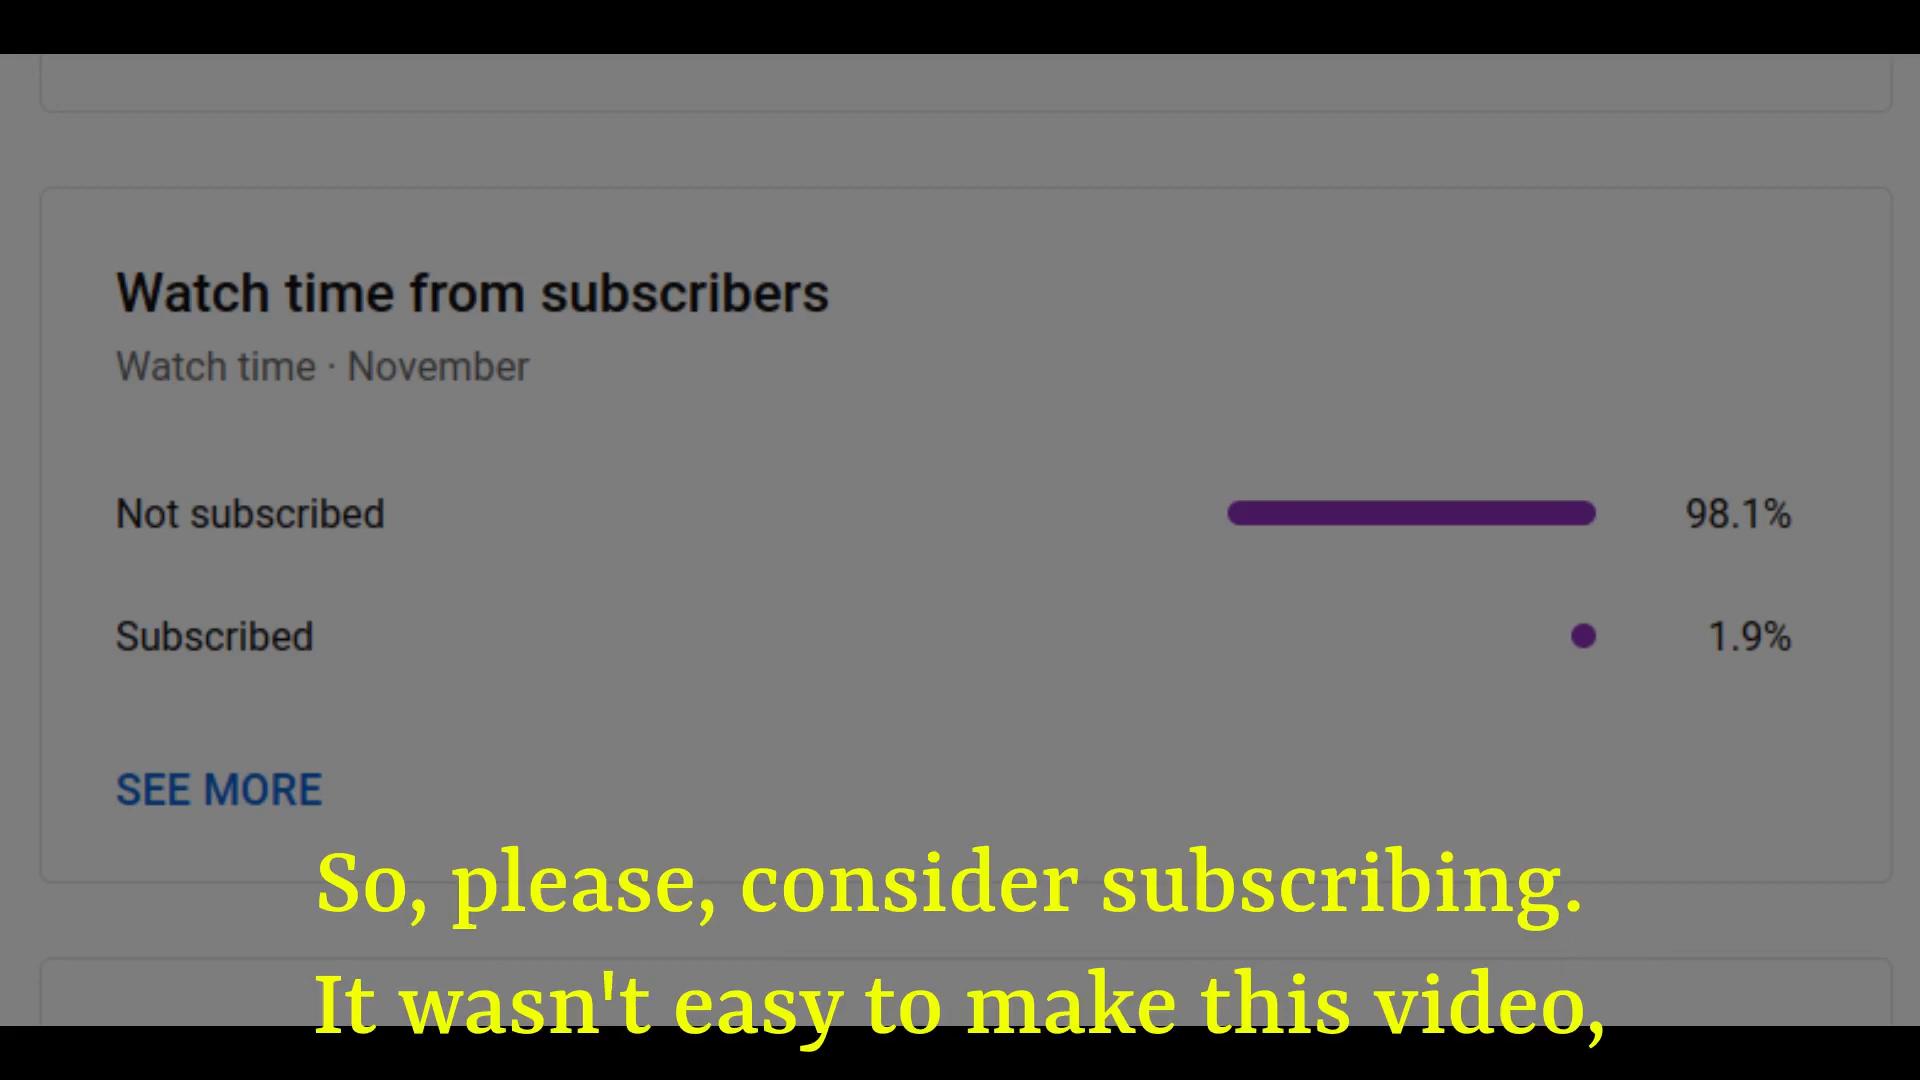 Watch time from subscribers
Watch time · November
Not subscribed 98.1%
Subscribed 1.9%
SEE MORE
So, please, consider subscribing.
It wasn't easy to make this video,